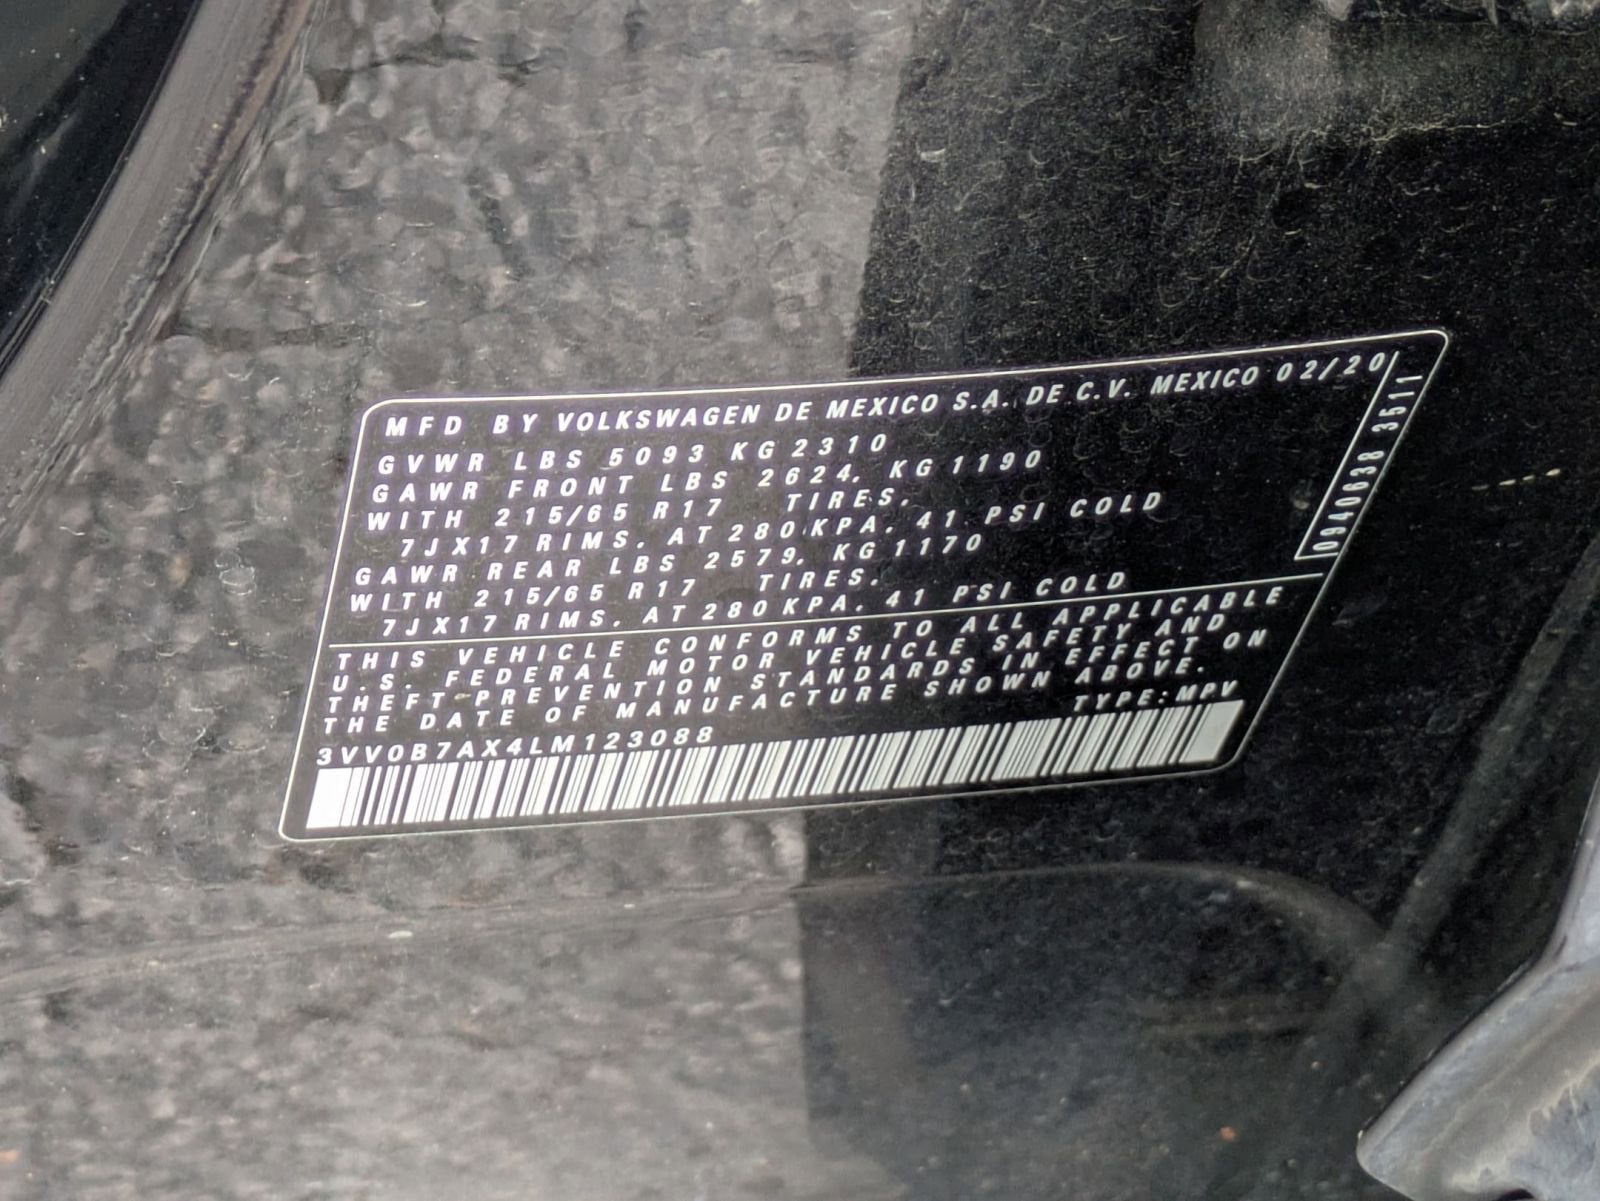 MFD BY VOLKSWAGEN DE MEXICO S.A. DE C.V. MEXICO 02/20
GVWR LBS 5093 KG 2310
GAWR FRONT LBS 2624, KG 1190
WITH 215/65 R17 TIRES,
7JX17 RIMS, AT 280 KPA, 41 PSI COLD
GAWR REAR LBS 2579, KG 1170
WITH 215/65 R17 TIRES,
7JX17 RIMS, AT 280 KPA, 41 PSI COLD
0940638 3511
THIS VEHICLE CONFORMS TO ALL APPLICABLE
U.S. FEDERAL MOTOR VEHICLE SAFETY AND
THEFT PREVENTION STANDARDS IN EFFECT ON
THE DATE OF MANUFACTURE SHOWN ABOVE.
TYPE: MPV
3VV0B7AX4LM123088